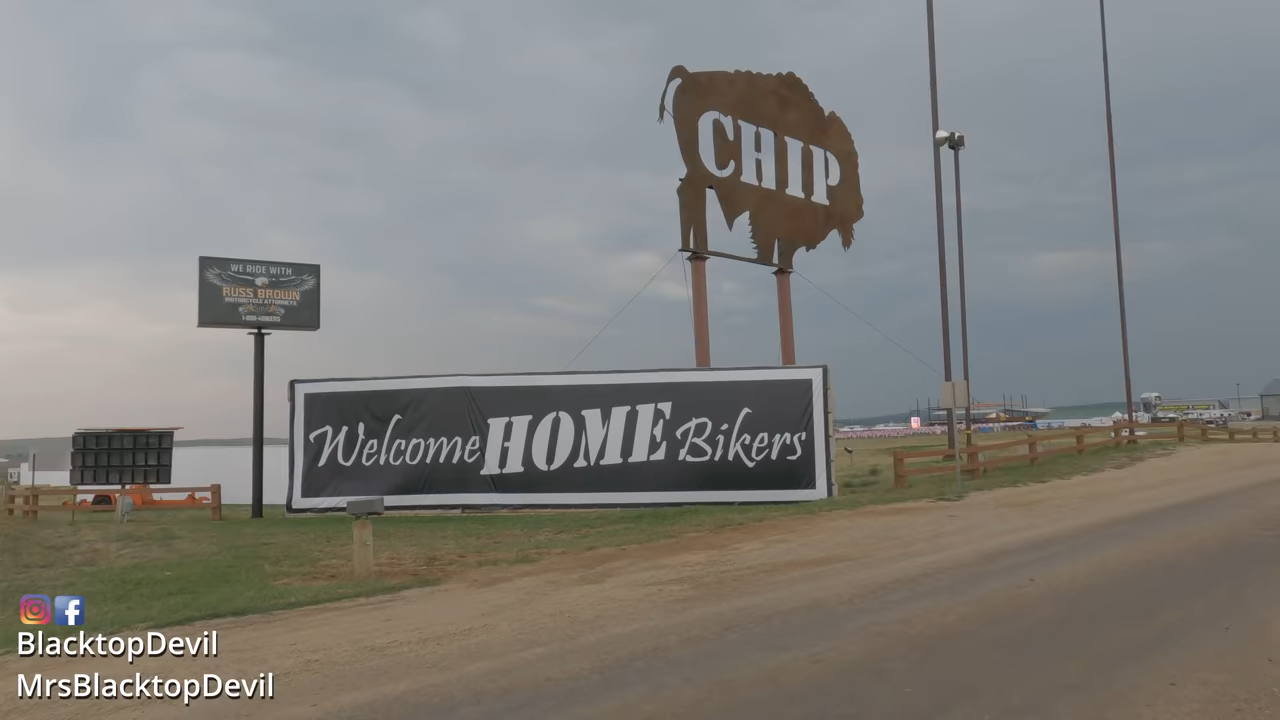 CHIP
WE RIDE WITH
RUSS BROWN
MOTORCYCLE ATTORNEYS
Welcome HOME Bikers
BlacktopDevil
MrsBlacktopDevil